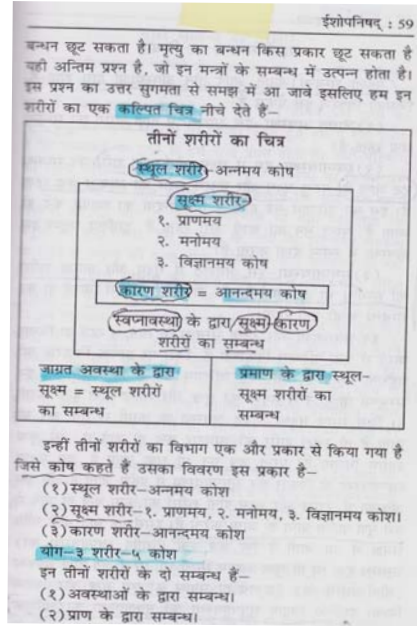 ईशोपनिषद् : 59
बन्धन छूट सकता है। मृत्यु का बन्धन किस प्रकार छूट सकता है
यही अन्तिम प्रश्न है, जो इन मन्त्रों के सम्बन्ध में उत्पन्न होता है।
इस प्रश्न का उत्तर सुगमता से समझ में आ जावे इसलिए हम इन
शरीरों का एक कल्पित चित्र नीचे देते हैं–
तीनों शरीरों का चित्र
स्थूल शरीर-अन्नमय कोष
सूक्ष्म शरीर-
१. प्राणमय
२. मनोमय
३. विज्ञानमय कोष
कारण शरीर = आनन्दमय कोष
स्वप्नावस्था के द्वारा सूक्ष्म-कारण
शरीरों का सम्बन्ध
जाग्रत अवस्था के द्वारा
सूक्ष्म = स्थूल शरीरों
का सम्बन्ध
प्रमाण के द्वारा स्थूल-
सूक्ष्म शरीरों का
सम्बन्ध
इन्हीं तीनों शरीरों का विभाग एक और प्रकार से किया गया है
जिसे कोष कहते हैं उसका विवरण इस प्रकार है–
(१) स्थूल शरीर-अन्नमय कोश
(२) सूक्ष्म शरीर-१. प्राणमय, २. मनोमय, ३. विज्ञानमय कोश।
(३) कारण शरीर-आनन्दमय कोश
योग-३ शरीर-५ कोश
इन तीनों शरीरों के दो सम्बन्ध हैं–
(१) अवस्थाओं के द्वारा सम्बन्ध।
(२) प्राण के द्वारा सम्बन्ध।